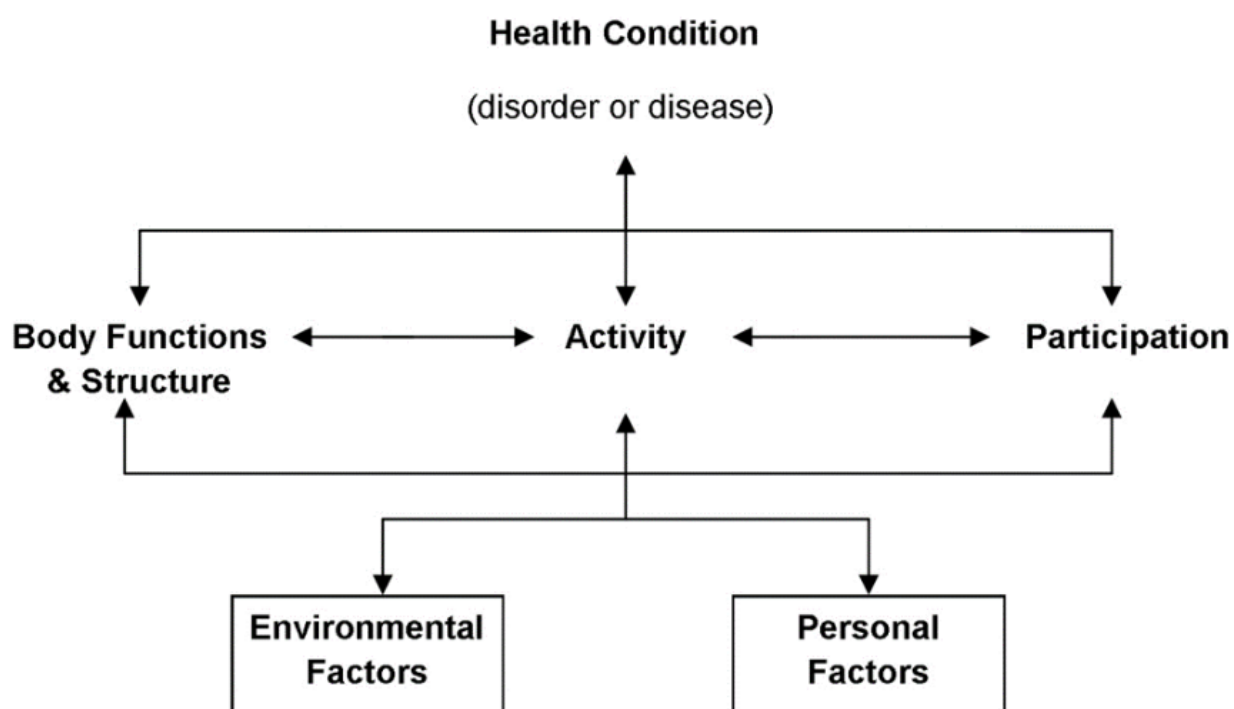 Health Condition
(disorder or disease)
Body Functions
& Structure
Activity
Participation
Environmental
Factors
Personal
Factors